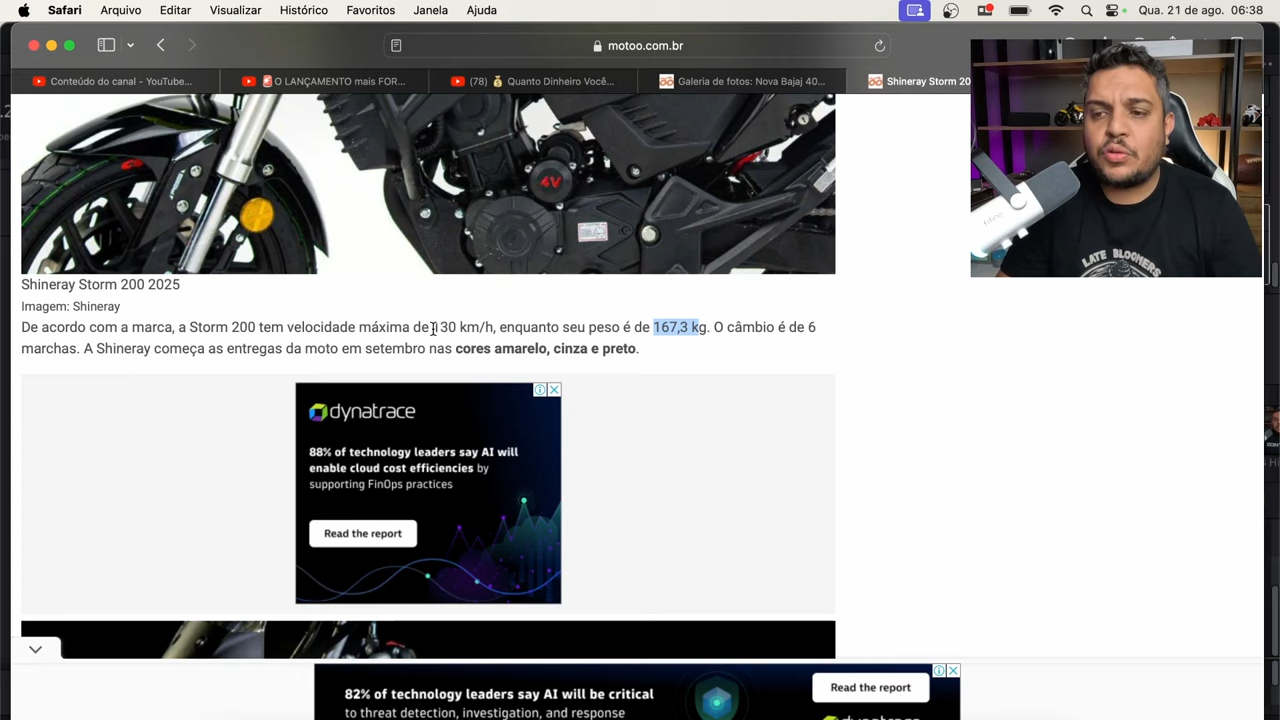 Safari Arquivo Editar Visualizar Histórico Favoritos Janela Ajuda
Qua. 21 de ago. 06:38
motoo.com.br
Conteúdo do canal - YouTube...
O LANÇAMENTO mais FOR...
(78) 💰 Quanto Dinheiro Você...
Galeria de fotos: Nova Bajaj 40...
Shineray Storm 20
4V
fifine
LATE BLOOMERS
Shineray Storm 200 2025
Imagem: Shineray
De acordo com a marca, a Storm 200 tem velocidade máxima de 130 km/h, enquanto seu peso é de 167,3 kg. O câmbio é de 6
marchas. A Shineray começa as entregas da moto em setembro nas cores amarelo, cinza e preto.
dynatrace
88% of technology leaders say AI will
enable cloud cost efficiencies by
supporting FinOps practices
Read the report
82% of technology leaders say AI will be critical
to threat detection, investigation, and response
Read the report